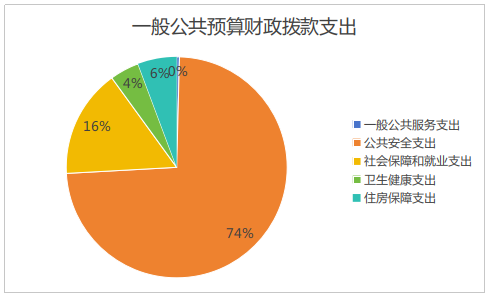 一般公共预算财政拨款支出
6%
0%
4%
16%
74%
一般公共服务支出
公共安全支出
社会保障和就业支出
卫生健康支出
住房保障支出